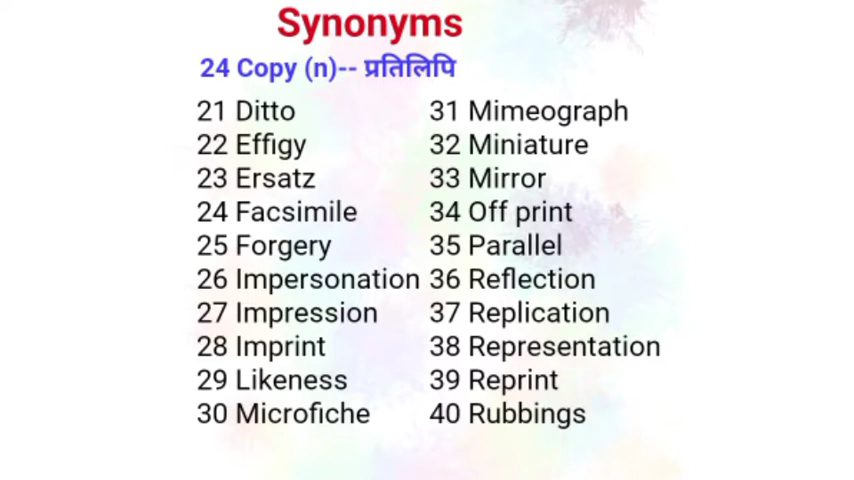 Synonyms
24 Copy (n)-- प्रतिलिपि
21 Ditto
22 Effigy
23 Ersatz
24 Facsimile
25 Forgery
26 Impersonation
27 Impression
28 Imprint
29 Likeness
30 Microfiche
31 Mimeograph
32 Miniature
33 Mirror
34 Off print
35 Parallel
36 Reflection
37 Replication
38 Representation
39 Reprint
40 Rubbings